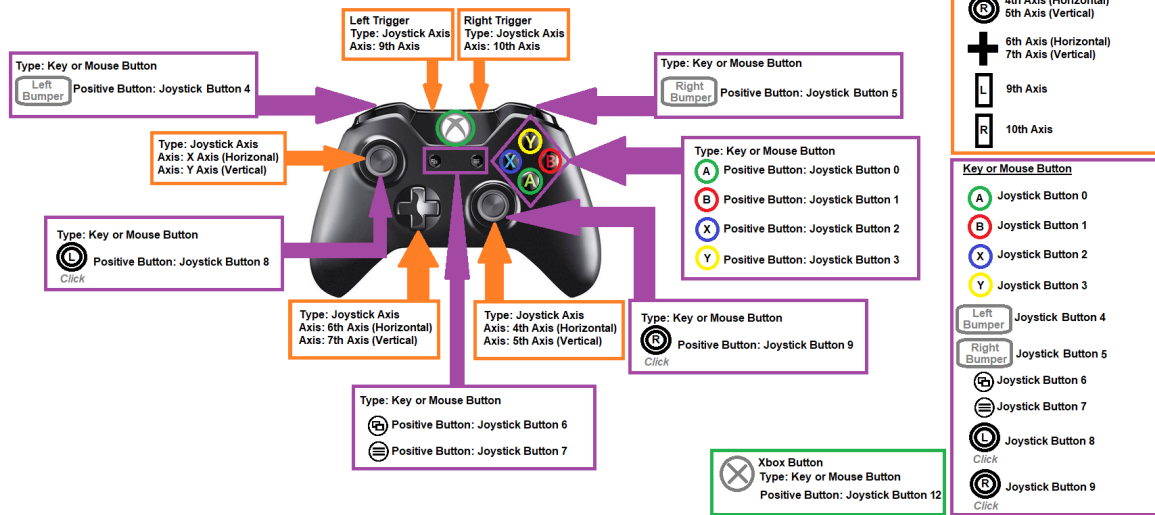 Left Trigger
Type: Joystick Axis
Axis: 9th Axis
Right Trigger
Type: Joystick Axis
Axis: 10th Axis
Type: Key or Mouse Button
Left Bumper Positive Button: Joystick Button 4
Type: Key or Mouse Button
Right Bumper Positive Button: Joystick Button 5
Type: Joystick Axis
Axis: X Axis (Horizonal)
Axis: Y Axis (Vertical)
Y
X
B
A
Type: Key or Mouse Button
A Positive Button: Joystick Button 0
B Positive Button: Joystick Button 1
X Positive Button: Joystick Button 2
Y Positive Button: Joystick Button 3
Type: Key or Mouse Button
L Positive Button: Joystick Button 8
Click
Type: Joystick Axis
Axis: 6th Axis (Horizontal)
Axis: 7th Axis (Vertical)
Type: Joystick Axis
Axis: 4th Axis (Horizontal)
Axis: 5th Axis (Vertical)
Type: Key or Mouse Button
R Positive Button: Joystick Button 9
Click
Type: Key or Mouse Button
Positive Button: Joystick Button 6
Positive Button: Joystick Button 7
Xbox Button
Type: Key or Mouse Button
Positive Button: Joystick Button 12
R 4th Axis (Horizontal)
5th Axis (Vertical)
6th Axis (Horizontal)
7th Axis (Vertical)
L 9th Axis
R 10th Axis
Key or Mouse Button
A Joystick Button 0
B Joystick Button 1
X Joystick Button 2
Y Joystick Button 3
Left Bumper Joystick Button 4
Right Bumper Joystick Button 5
Joystick Button 6
Joystick Button 7
L Joystick Button 8
Click
R Joystick Button 9
Click